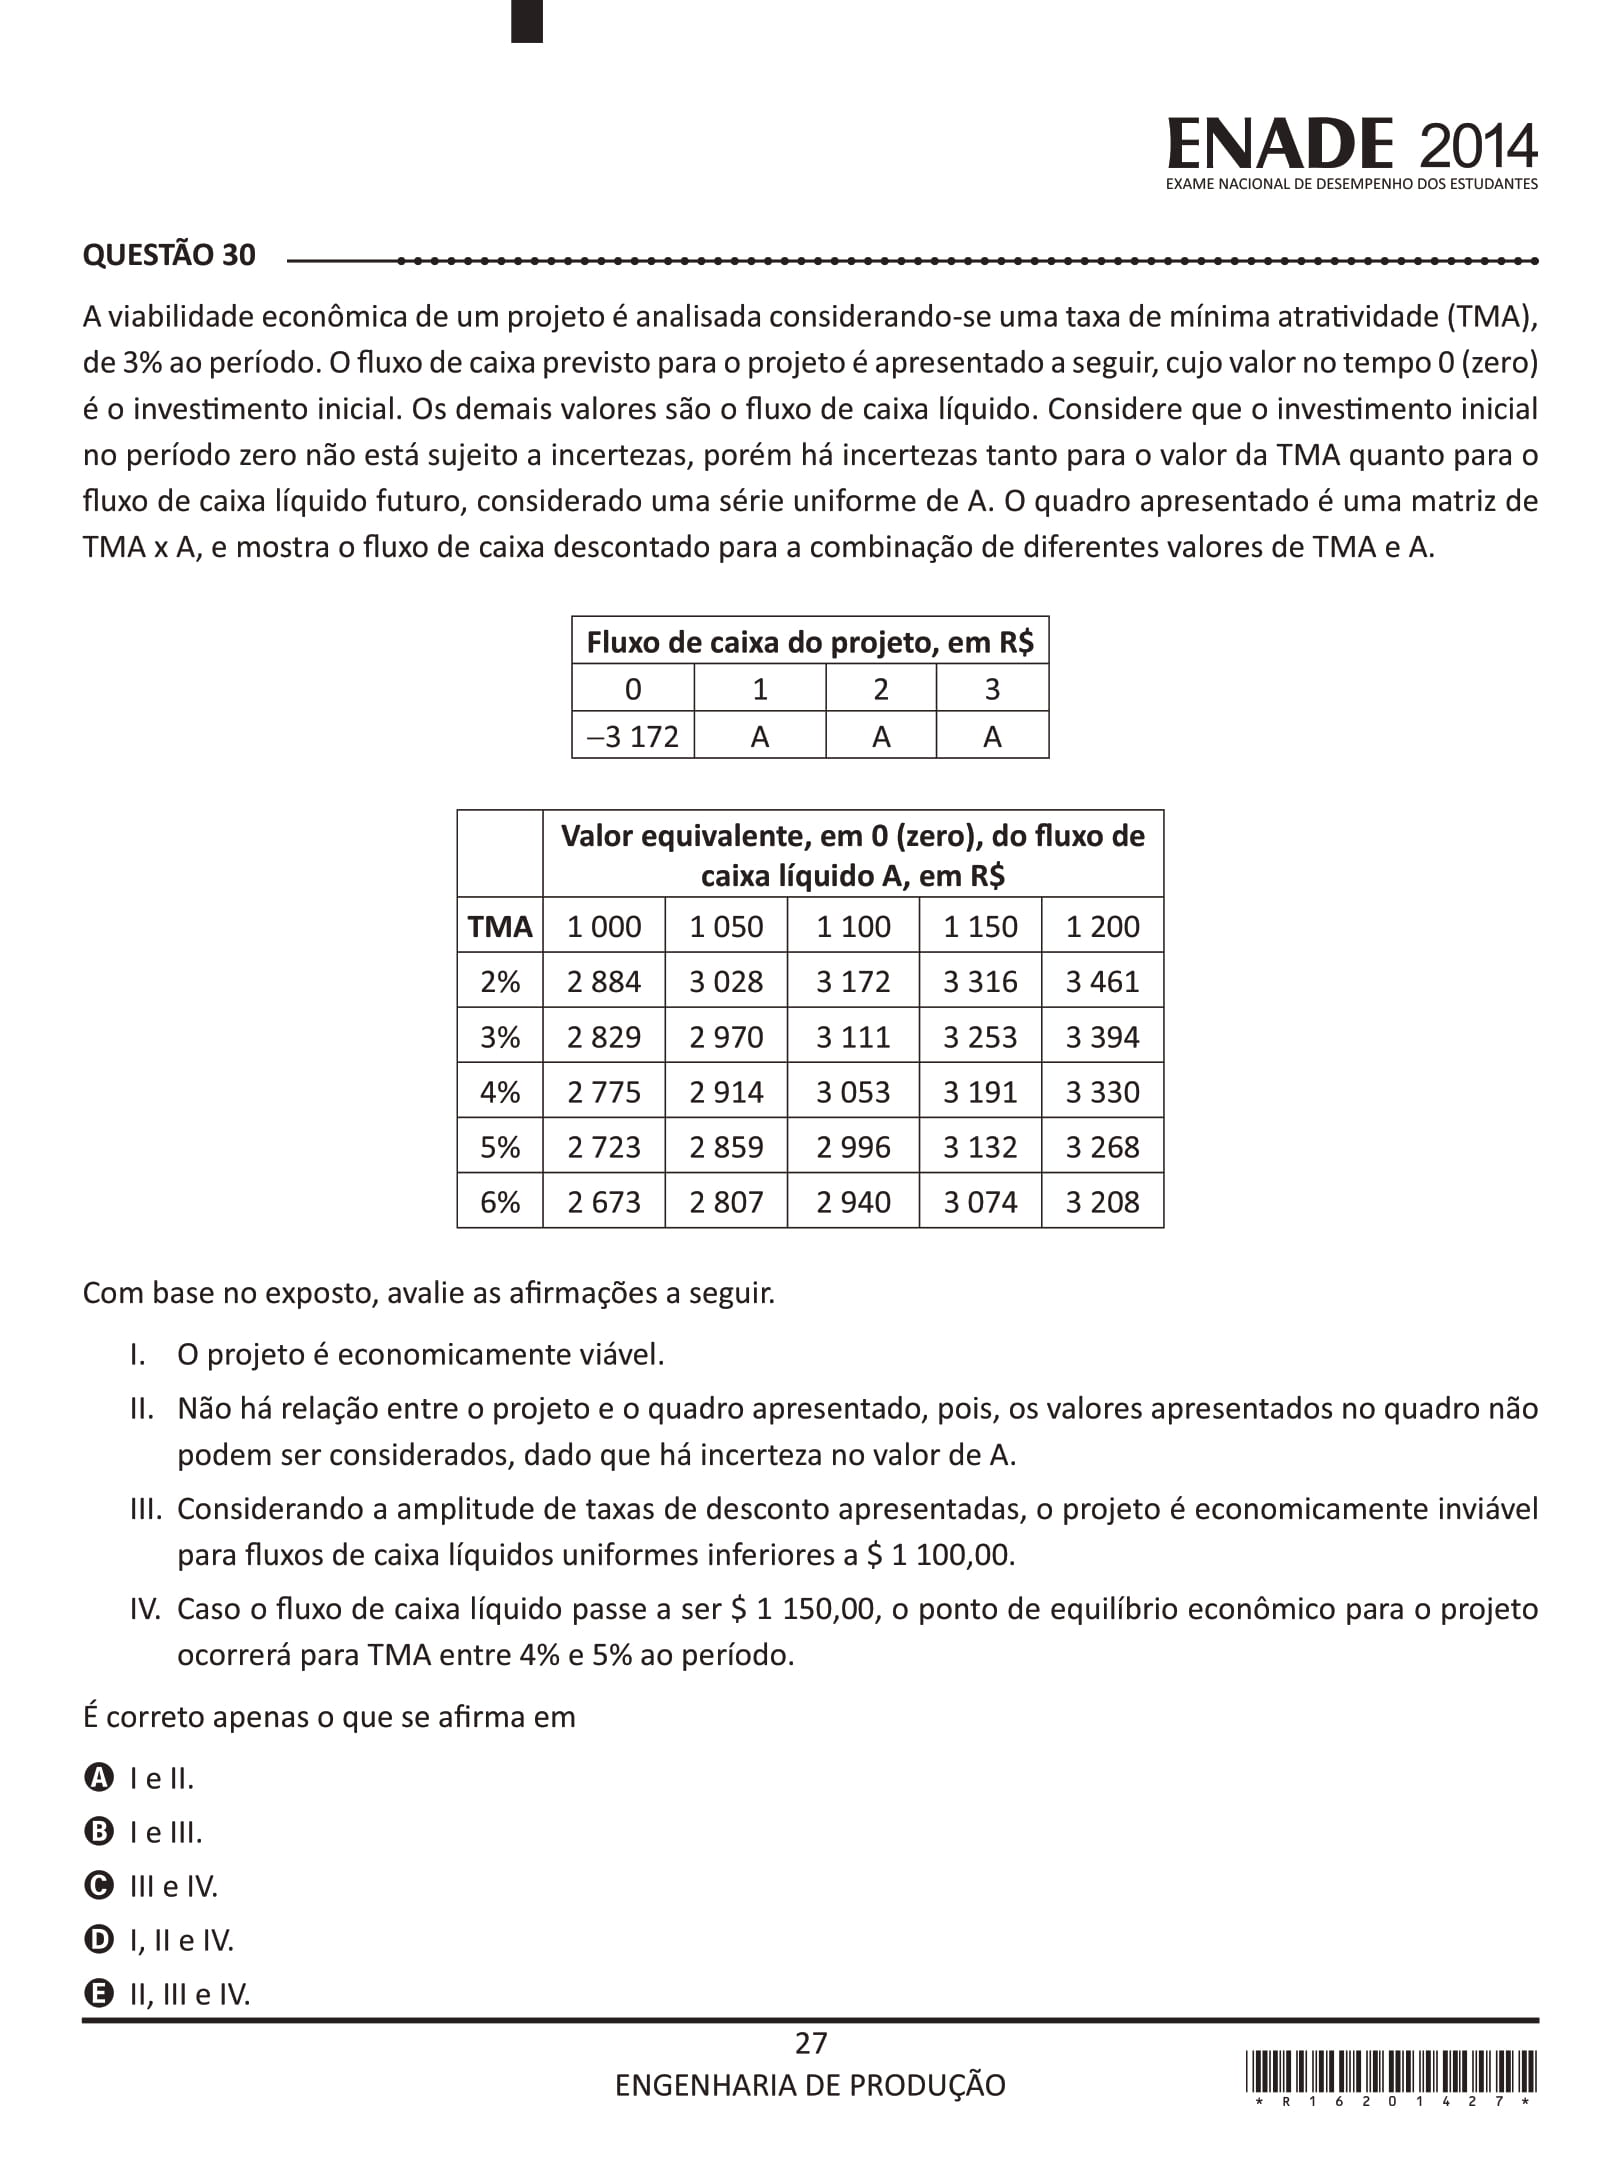 ENADE 2014
EXAME NACIONAL DE DESEMPENHO DOS ESTUDANTES
QUESTÃO 30
A viabilidade econômica de um projeto é analisada considerando-se uma taxa de mínima atratividade (TMA),
de 3% ao período. O fluxo de caixa previsto para o projeto é apresentado a seguir, cujo valor no tempo 0 (zero)
é o investimento inicial. Os demais valores são o fluxo de caixa líquido. Considere que o investimento inicial
no período zero não está sujeito a incertezas, porém há incertezas tanto para o valor da TMA quanto para o
fluxo de caixa líquido futuro, considerado uma série uniforme de A. O quadro apresentado é uma matriz de
TMA x A, e mostra o fluxo de caixa descontado para a combinação de diferentes valores de TMA e A.
Fluxo de caixa do projeto, em R$
0 1 2 3
–3 172 A A A
Valor equivalente, em 0 (zero), do fluxo de
caixa líquido A, em R$
TMA 1 000 1 050 1 100 1 150 1 200
2% 2 884 3 028 3 172 3 316 3 461
3% 2 829 2 970 3 111 3 253 3 394
4% 2 775 2 914 3 053 3 191 3 330
5% 2 723 2 859 2 996 3 132 3 268
6% 2 673 2 807 2 940 3 074 3 208
Com base no exposto, avalie as afirmações a seguir.
I. O projeto é economicamente viável.
II. Não há relação entre o projeto e o quadro apresentado, pois, os valores apresentados no quadro não
podem ser considerados, dado que há incerteza no valor de A.
III. Considerando a amplitude de taxas de desconto apresentadas, o projeto é economicamente inviável
para fluxos de caixa líquidos uniformes inferiores a $ 1 100,00.
IV. Caso o fluxo de caixa líquido passe a ser $ 1 150,00, o ponto de equilíbrio econômico para o projeto
ocorrerá para TMA entre 4% e 5% ao período.
É correto apenas o que se afirma em
A I e II.
B I e III.
C III e IV.
D I, II e IV.
E II, III e IV.
27
ENGENHARIA DE PRODUÇÃO
* R 1 6 2 0 1 4 2 7 *